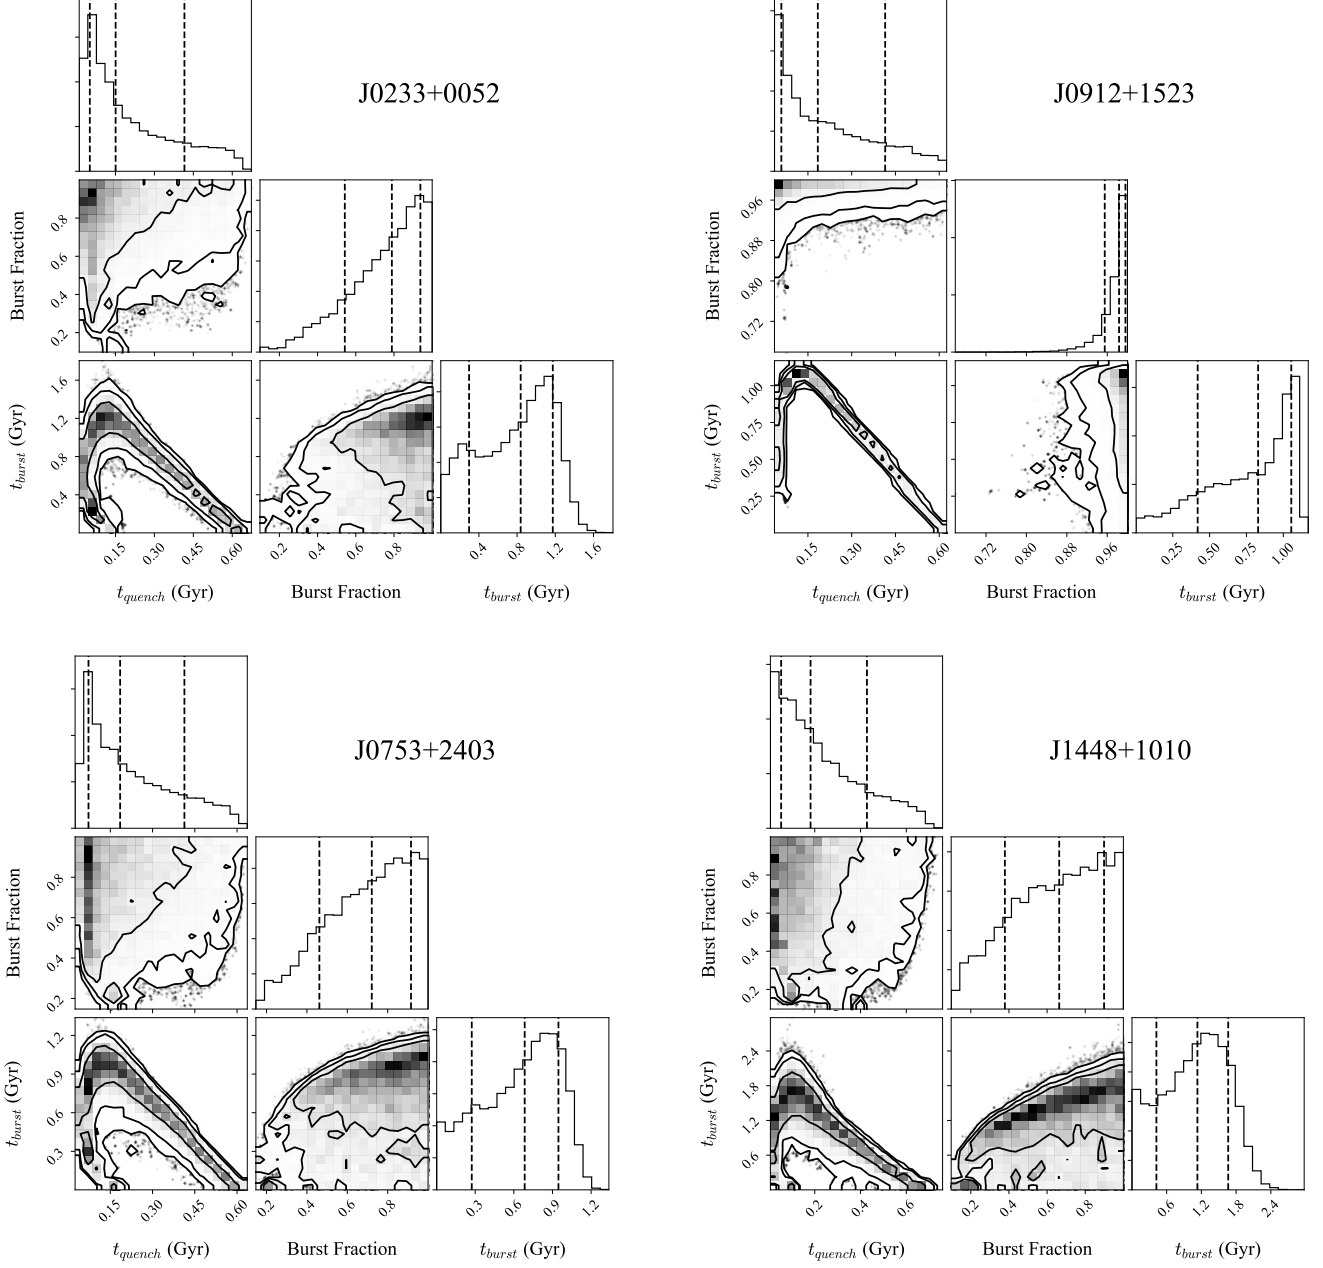 J0233+0052
Burst Fraction
0.8
0.6
0.4
0.2
t_burst (Gyr)
1.6
1.2
0.8
0.4
0.15 0.30 0.45 0.60
0.2 0.4 0.6 0.8
0.4 0.8 1.2 1.6
t_quench (Gyr) Burst Fraction t_burst (Gyr)
J0912+1523
Burst Fraction
0.96
0.88
0.80
0.72
t_burst (Gyr)
1.00
0.75
0.50
0.25
0.15 0.30 0.45 0.60
0.72 0.80 0.88 0.96
0.25 0.50 0.75 1.00
t_quench (Gyr) Burst Fraction t_burst (Gyr)
J0753+2403
Burst Fraction
0.8
0.6
0.4
0.2
t_burst (Gyr)
1.2
0.9
0.6
0.3
0.15 0.30 0.45 0.60
0.2 0.4 0.6 0.8
0.3 0.6 0.9 1.2
t_quench (Gyr) Burst Fraction t_burst (Gyr)
J1448+1010
Burst Fraction
0.8
0.6
0.4
0.2
t_burst (Gyr)
2.4
1.8
1.2
0.6
0.2 0.4 0.6
0.2 0.4 0.6 0.8
0.6 1.2 1.8 2.4
t_quench (Gyr) Burst Fraction t_burst (Gyr)